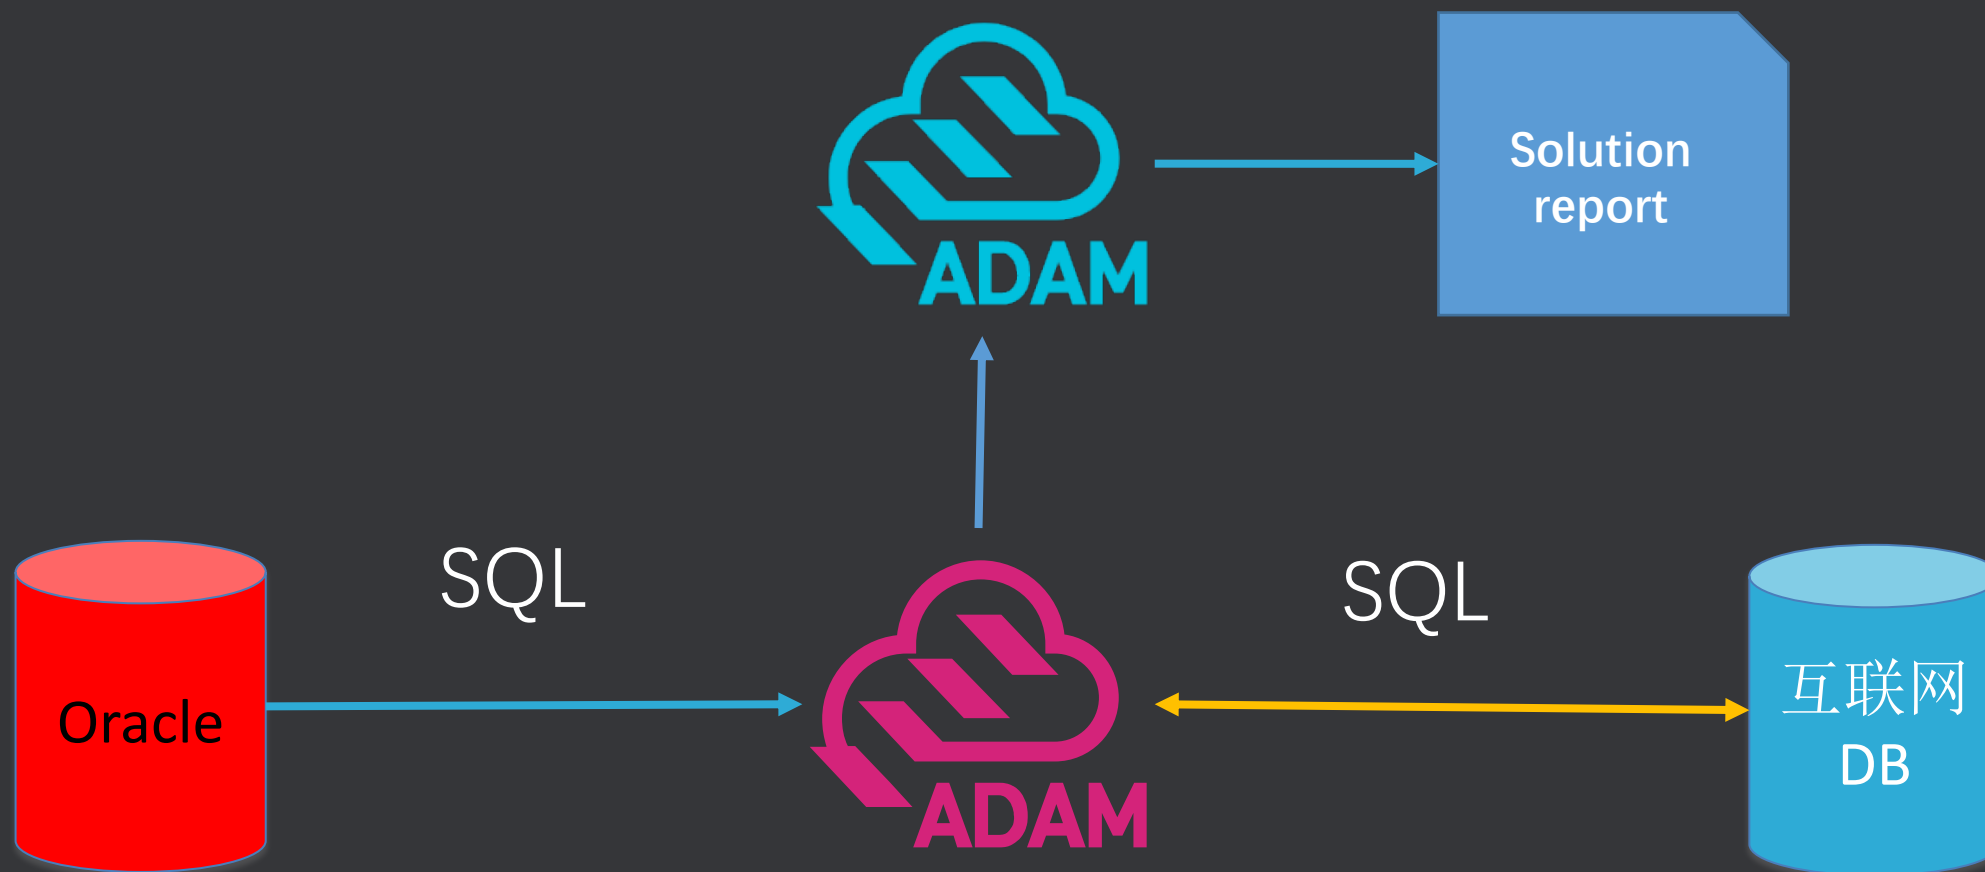 Solution
report
ADAM
SQL
SQL
Oracle
互联网
DB
ADAM